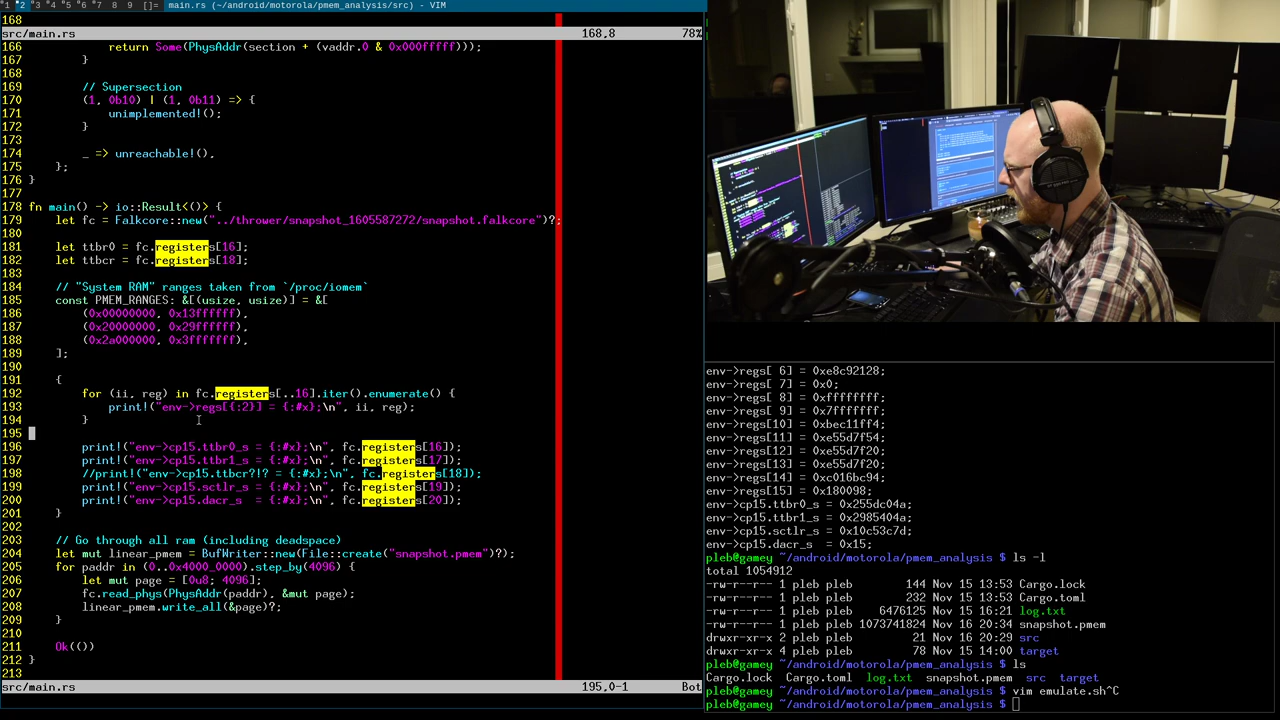 *1 *2 *3 *4 *5 *6 *7 8 9 []= main.rs (~/android/motorola/pmem_analysis/src) - VIM
168
src/main.rs 168,8 78%
166 return Some(PhysAddr(section + (vaddr.0 & 0x000fffff)));
167 }
168
169 // Supersection
170 (1, 0b10) | (1, 0b11) => {
171 unimplemented!();
172 }
173
174 _ => unreachable!(),
175 };
176 }
177
178 fn main() -> io::Result<()> {
179 let fc = Falkcore::new("../thrower/snapshot_1605587272/snapshot.falkcore")?;
180
181 let ttbr0 = fc.registers[16];
182 let ttbcr = fc.registers[18];
183
184 // "System RAM" ranges taken from `/proc/iomem`
185 const PMEM_RANGES: &[(usize, usize)] = &[
186 (0x00000000, 0x13ffffff),
187 (0x20000000, 0x29ffffff),
188 (0x2a000000, 0x3fffffff),
189 ];
190
191 {
192 for (ii, reg) in fc.registers[..16].iter().enumerate() {
193 print!("env->regs[{:2}] = {:#x};\n", ii, reg);
194 }
195
196 print!("env->cp15.ttbr0_s = {:#x};\n", fc.registers[16]);
197 print!("env->cp15.ttbr1_s = {:#x};\n", fc.registers[17]);
198 //print!("env->cp15.ttbcr?!? = {:#x};\n", fc.registers[18]);
199 print!("env->cp15.sctlr_s = {:#x};\n", fc.registers[19]);
200 print!("env->cp15.dacr_s  = {:#x};\n", fc.registers[20]);
201 }
202
203 // Go through all ram (including deadspace)
204 let mut linear_pmem = BufWriter::new(File::create("snapshot.pmem")?);
205 for paddr in (0..0x4000_0000).step_by(4096) {
206 let mut page = [0u8; 4096];
207 fc.read_phys(PhysAddr(paddr), &mut page);
208 linear_pmem.write_all(&page)?;
209 }
210
211 Ok(())
212 }
213
src/main.rs 195,0-1 Bot
env->regs[ 6] = 0xe8c92128;
env->regs[ 7] = 0x0;
env->regs[ 8] = 0xffffffff;
env->regs[ 9] = 0x7fffffff;
env->regs[10] = 0xbec11ff4;
env->regs[11] = 0xe55d7f54;
env->regs[12] = 0xe55d7f20;
env->regs[13] = 0xe55d7f20;
env->regs[14] = 0xc016bc94;
env->regs[15] = 0x180098;
env->cp15.ttbr0_s = 0x255dc04a;
env->cp15.ttbr1_s = 0x2985404a;
env->cp15.sctlr_s = 0x10c53c7d;
env->cp15.dacr_s  = 0x15;
pleb@gamey ~/android/motorola/pmem_analysis $ ls -l
total 1054912
-rw-r--r-- 1 pleb pleb 144 Nov 15 13:53 Cargo.lock
-rw-r--r-- 1 pleb pleb 232 Nov 15 13:53 Cargo.toml
-rw-r--r-- 1 pleb pleb 6476125 Nov 15 16:21 log.txt
-rw-r--r-- 1 pleb pleb 1073741824 Nov 16 20:34 snapshot.pmem
drwxr-xr-x 2 pleb pleb 21 Nov 16 20:29 src
drwxr-xr-x 4 pleb pleb 78 Nov 15 14:00 target
pleb@gamey ~/android/motorola/pmem_analysis $ ls
Cargo.lock Cargo.toml log.txt snapshot.pmem src target
pleb@gamey ~/android/motorola/pmem_analysis $ vim emulate.sh^C
pleb@gamey ~/android/motorola/pmem_analysis $